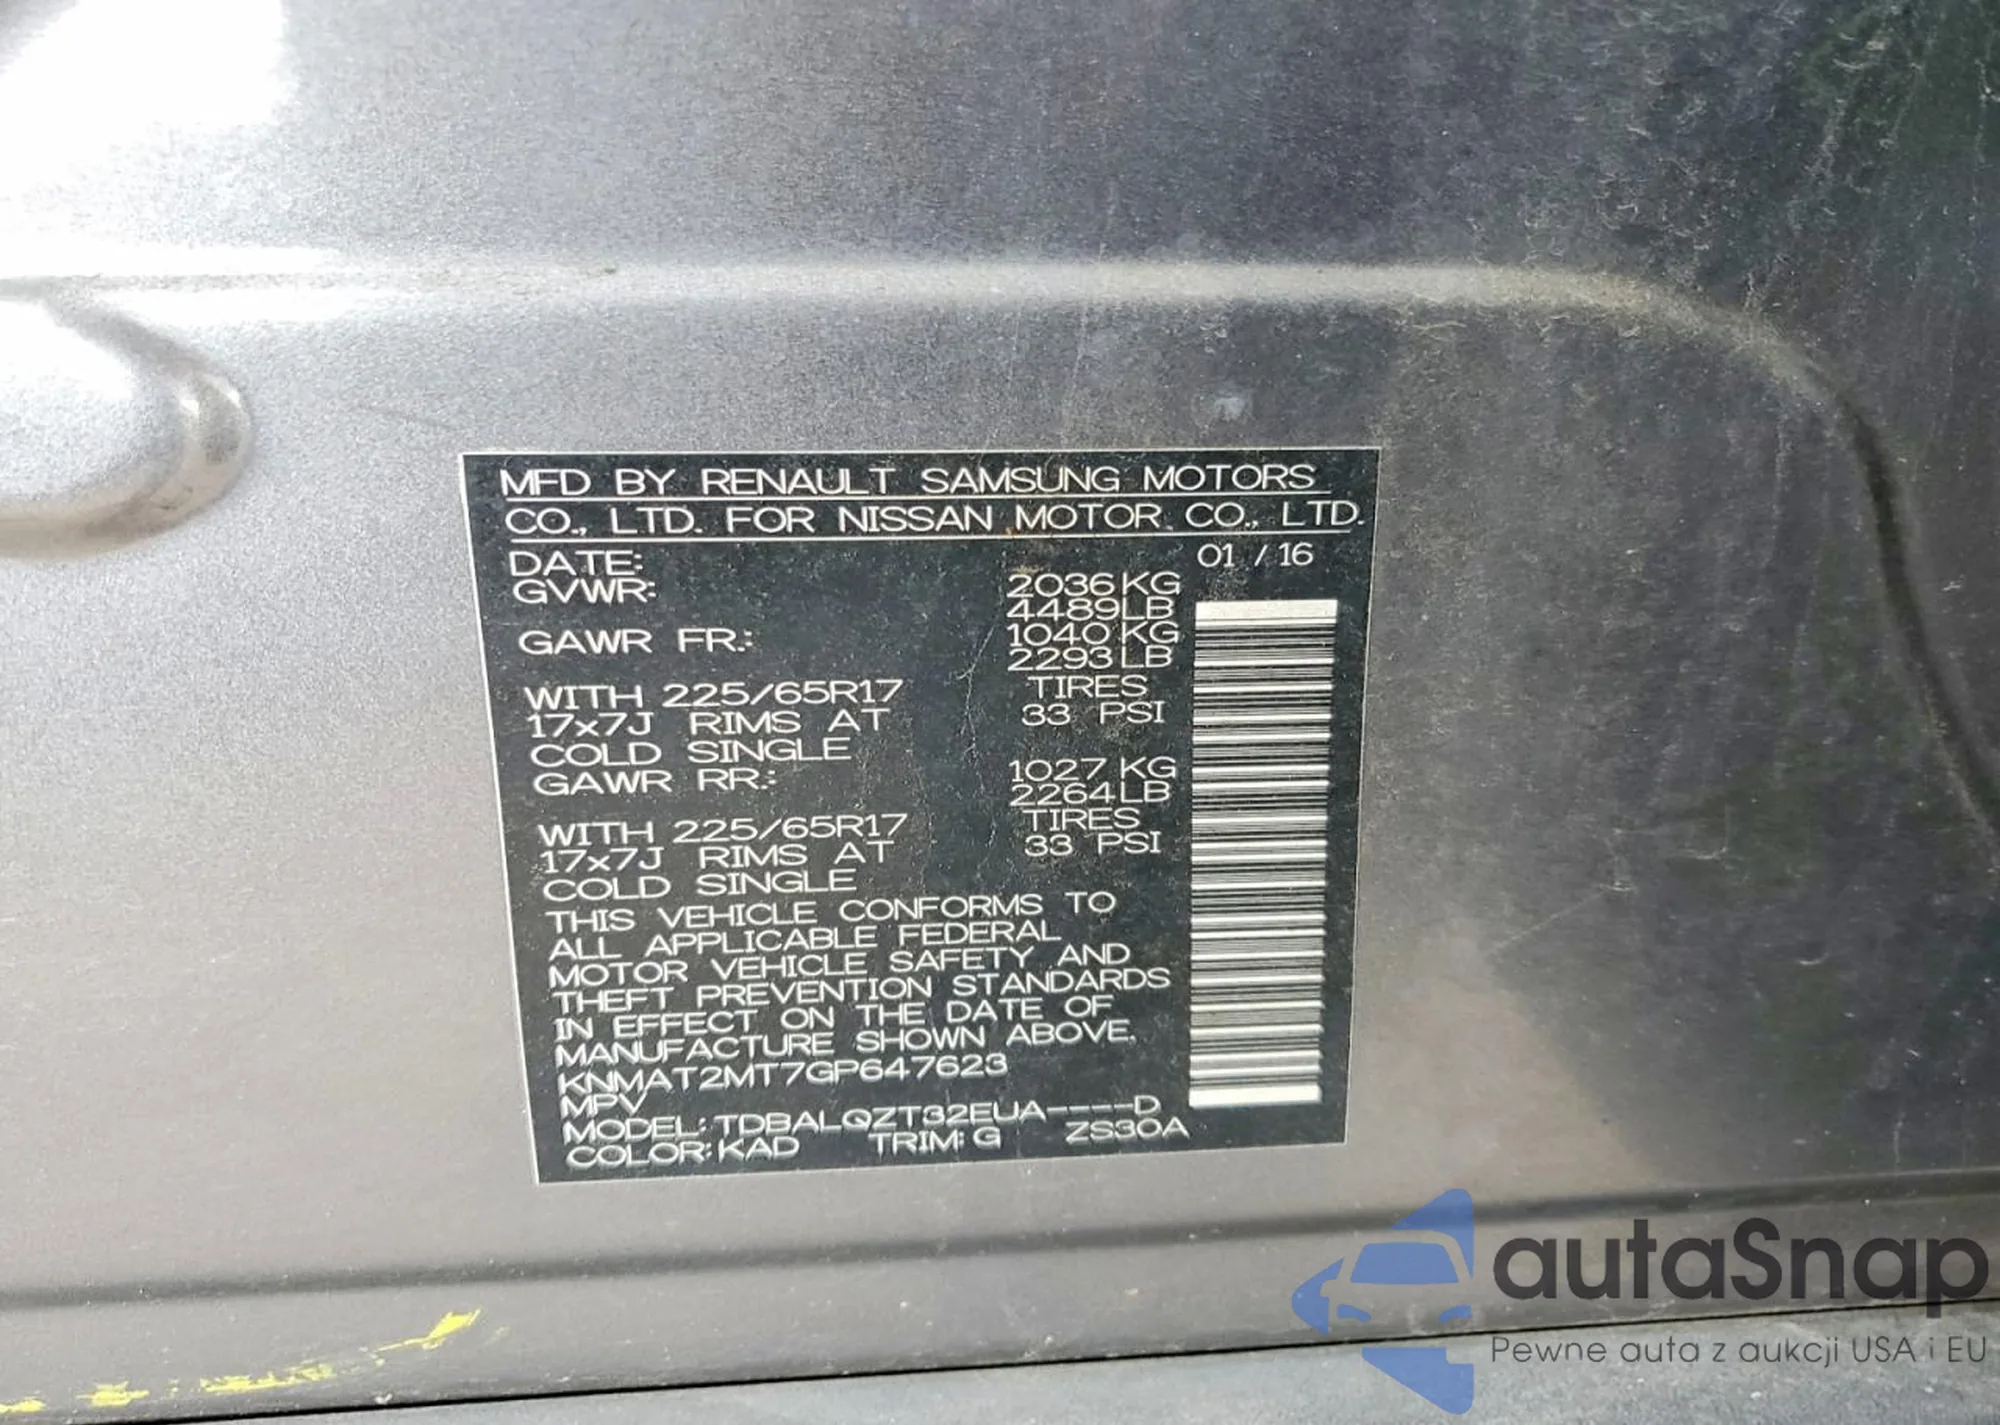 MFD BY RENAULT SAMSUNG MOTORS
CO., LTD. FOR NISSAN MOTOR CO., LTD.
DATE: 01 / 16
GVWR: 2036 KG
4489 LB
GAWR FR.: 1040 KG
2293 LB
WITH 225/65R17 TIRES
17x7J RIMS AT 33 PSI
COLD SINGLE
GAWR RR.: 1027 KG
2264 LB
WITH 225/65R17 TIRES
17x7J RIMS AT 33 PSI
COLD SINGLE
THIS VEHICLE CONFORMS TO
ALL APPLICABLE FEDERAL
MOTOR VEHICLE SAFETY AND
THEFT PREVENTION STANDARDS
IN EFFECT ON THE DATE OF
MANUFACTURE SHOWN ABOVE.
KNMAT2MT7GP647623
MPV
MODEL: TDBALQZT32EUA----D
COLOR: KAD TRIM: G ZS30A
autaSnap
Pewne auta z aukcji USA i EU